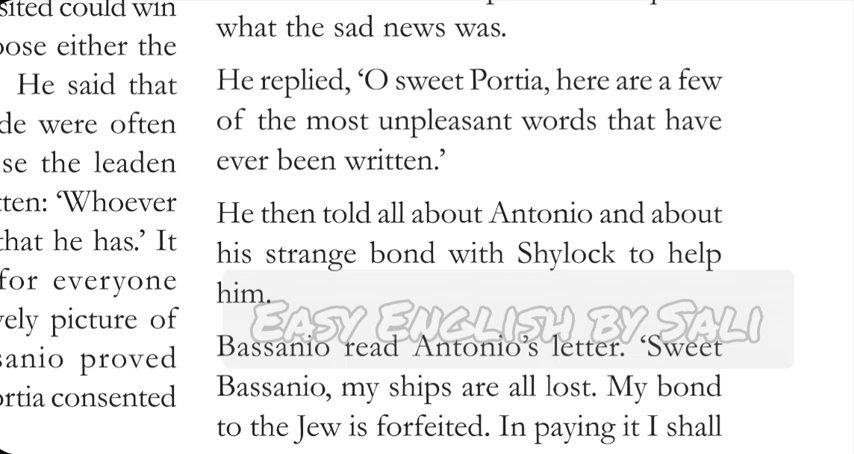 sited could win
ose either the
He said that
de were often
se the leaden
ten: ‘Whoever
that he has.’ It
for everyone
vely picture of
sanio proved
ortia consented
what the sad news was.
He replied, ‘O sweet Portia, here are a few
of the most unpleasant words that have
ever been written.’
He then told all about Antonio and about
his strange bond with Shylock to help
him.
Bassanio read Antonio’s letter. ‘Sweet
Bassanio, my ships are all lost. My bond
to the Jew is forfeited. In paying it I shall
Easy English by Sali